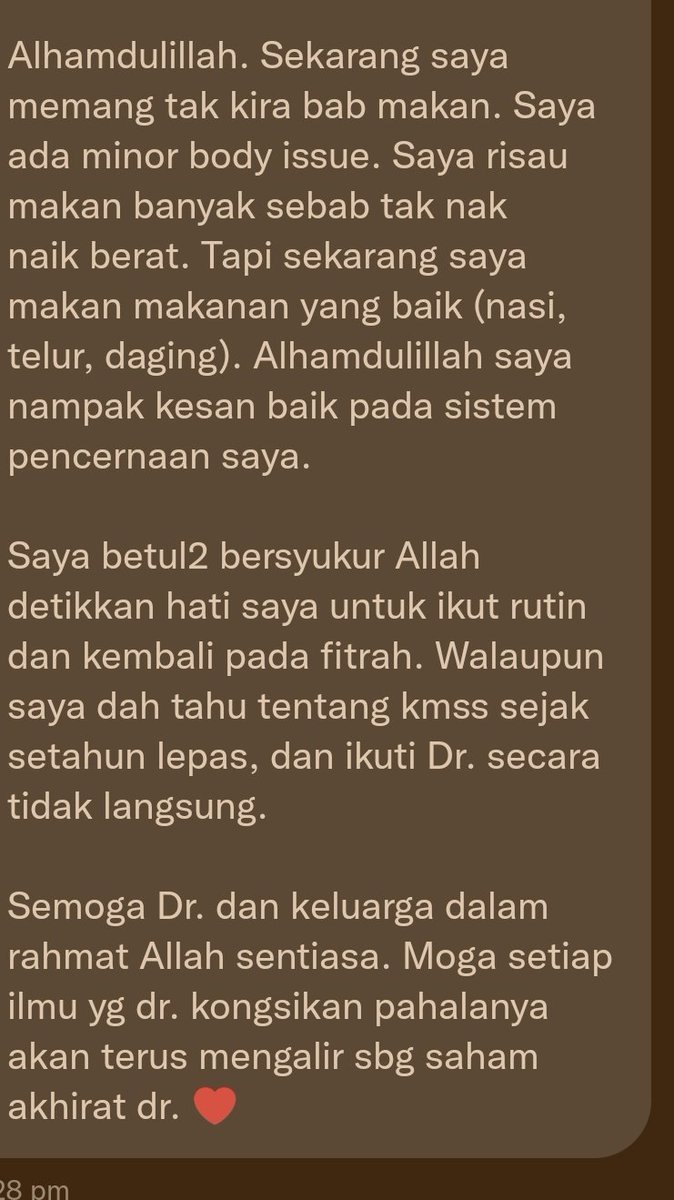 Alhamdulillah. Sekarang saya
memang tak kira bab makan. Saya
ada minor body issue. Saya risau
makan banyak sebab tak nak
naik berat. Tapi sekarang saya
makan makanan yang baik (nasi,
telur, daging). Alhamdulillah saya
nampak kesan baik pada sistem
pencernaan saya.
Saya betul2 bersyukur Allah
detikkan hati saya untuk ikut rutin
dan kembali pada fitrah. Walaupun
saya dah tahu tentang kmss sejak
setahun lepas, dan ikuti Dr. secara
tidak langsung.
Semoga Dr. dan keluarga dalam
rahmat Allah sentiasa. Moga setiap
ilmu yg dr. kongsikan pahalanya
akan terus mengalir sbg saham
akhirat dr. ❤️
28 pm